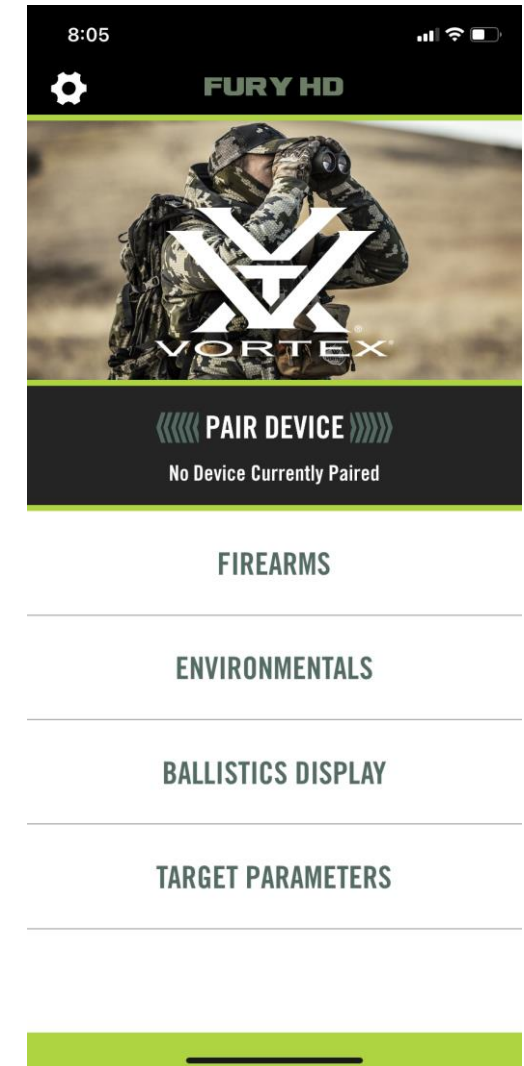 8:05
FURY HD
VORTEX®
PAIR DEVICE
No Device Currently Paired
FIREARMS
ENVIRONMENTALS
BALLISTICS DISPLAY
TARGET PARAMETERS